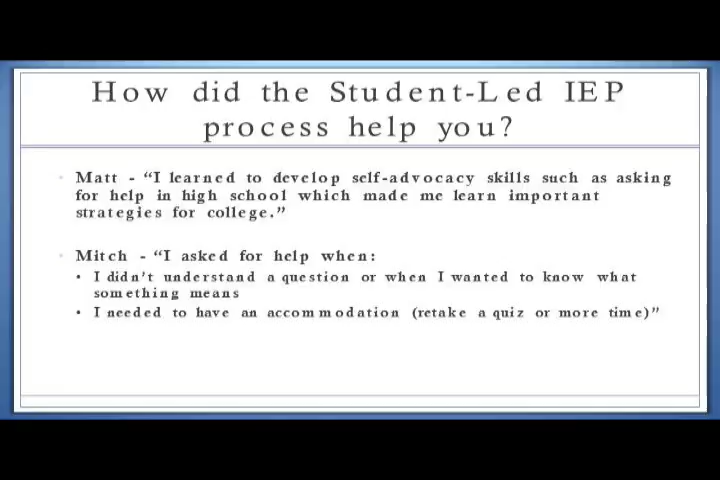 How did the Student-Led IEP
process help you?
Matt - “I learned to develop self-advocacy skills such as asking
for help in high school which made me learn important
strategies for college.”
Mitch - “I asked for help when:
• I didn’t understand a question or when I wanted to know what
something means
• I needed to have an accommodation (retake a quiz or more time)”